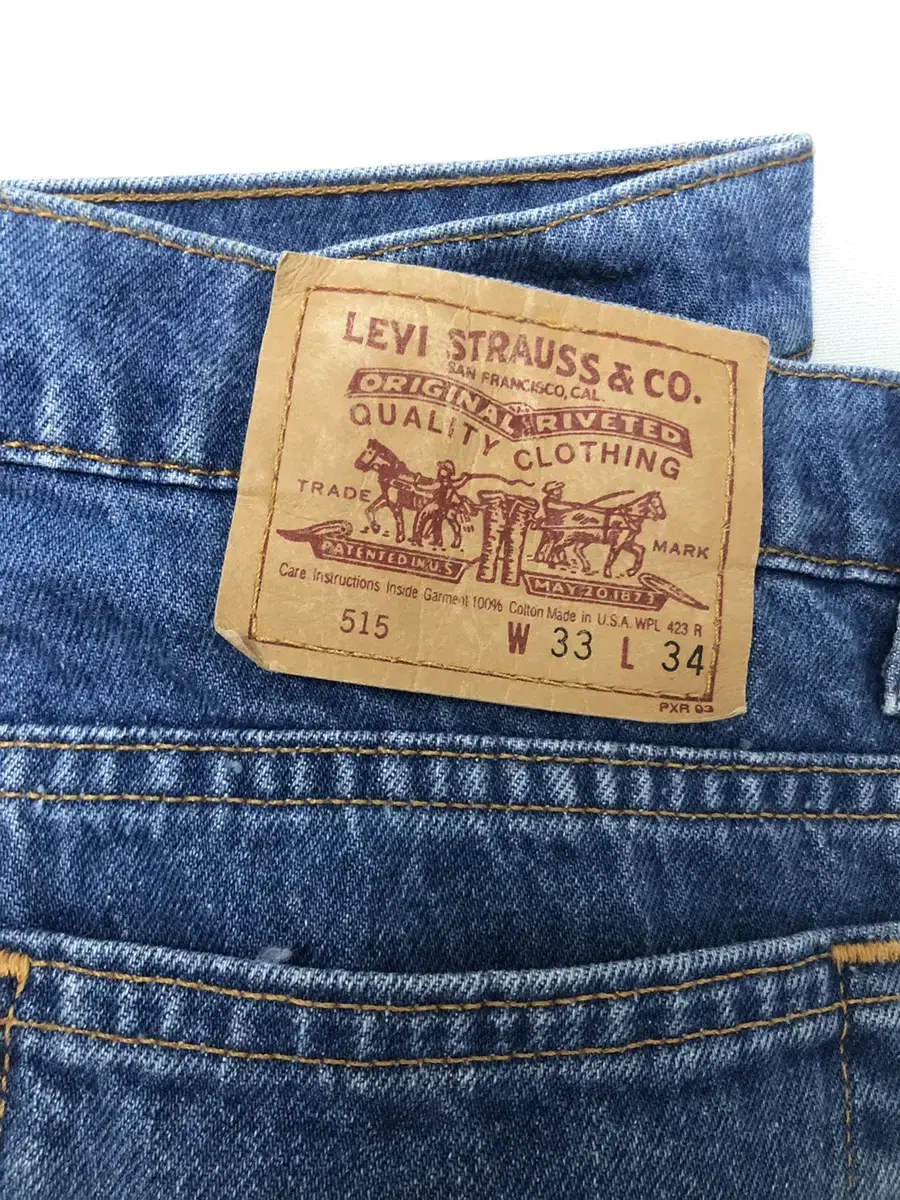 LEVI STRAUSS & CO.
SAN FRANCISCO, CAL.
ORIGINAL RIVETED
QUALITY CLOTHING
TRADE MARK
PATENTED IN U.S. MAY 20 1873
Care Instructions Inside Garment 100% Cotton Made in U.S.A. WPL 423 R
515 W 33 L 34
PXR 93